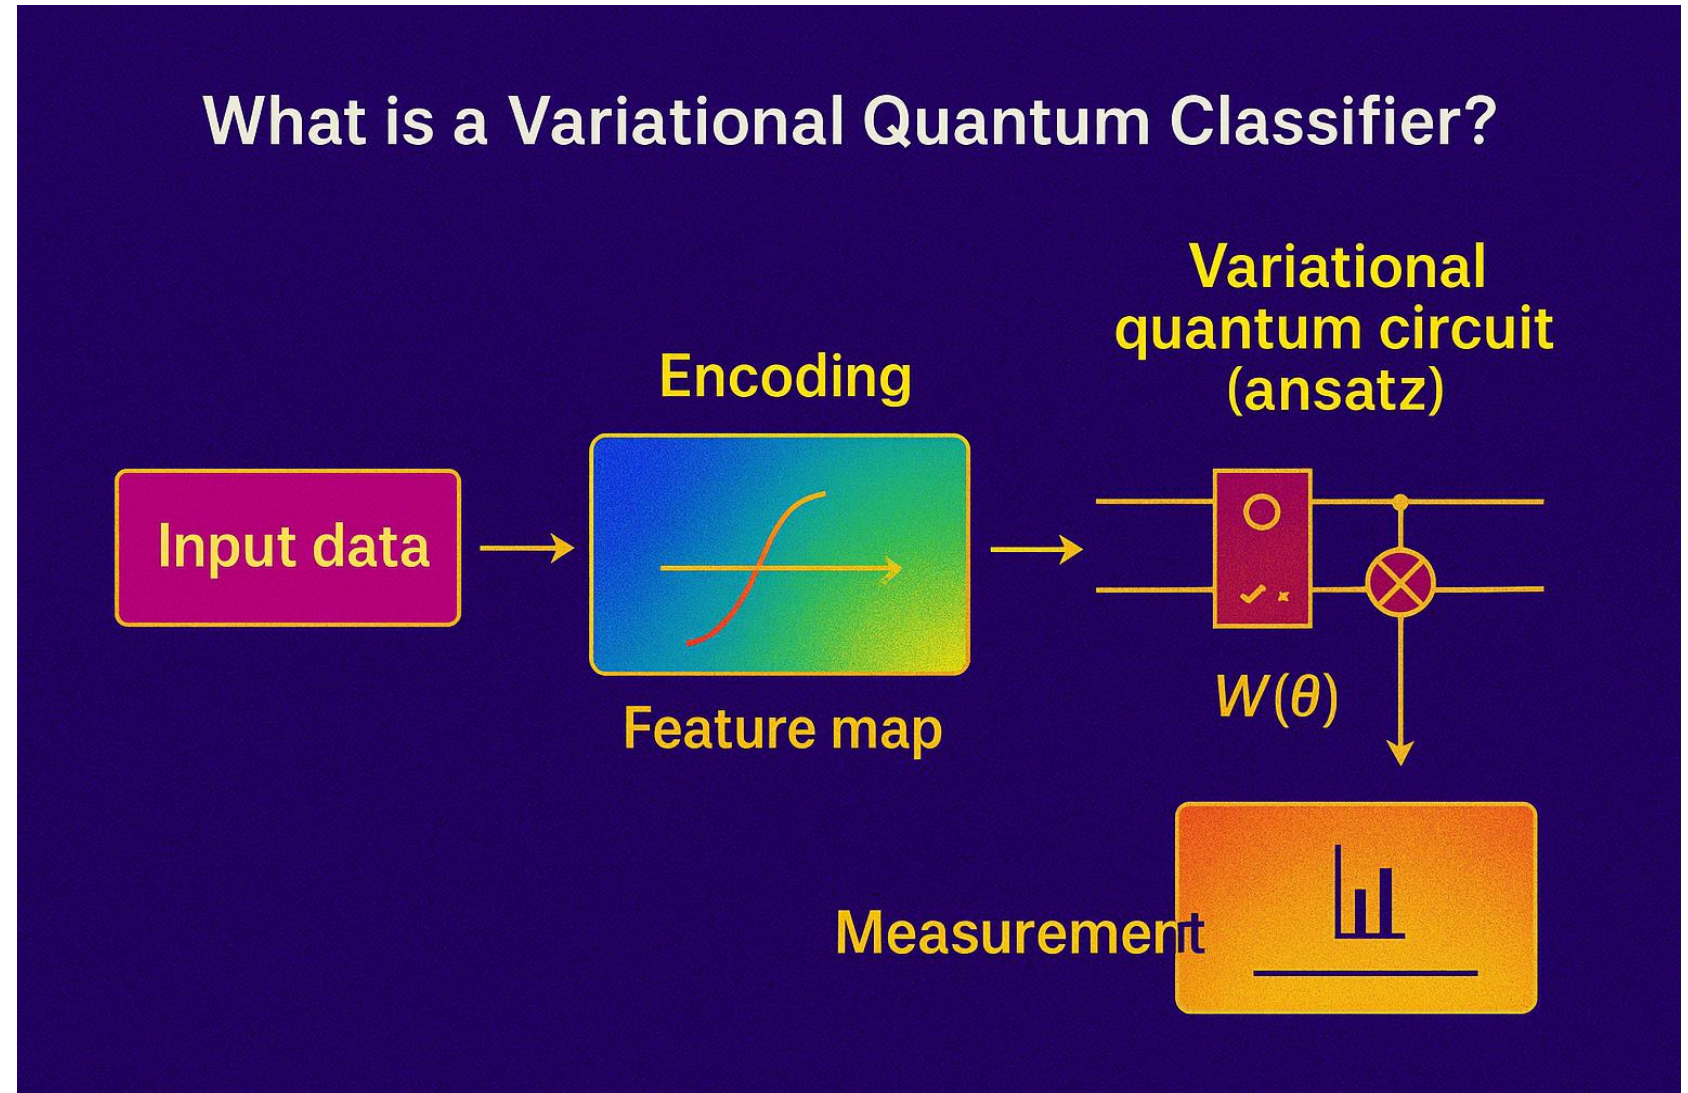 What is a Variational Quantum Classifier?
Variational
quantum circuit
(ansatz)
Encoding
Input data
W(θ)
Feature map
Measurement